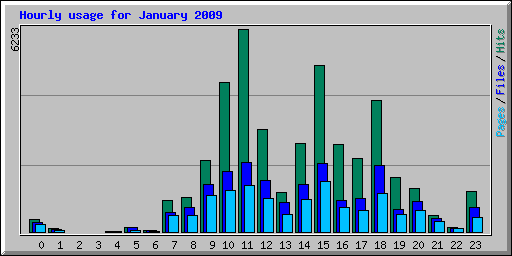 Hourly usage for January 2009
6233
Pages / Files / Hits
0 1 2 3 4 5 6 7 8 9 10 11 12 13 14 15 16 17 18 19 20 21 22 23